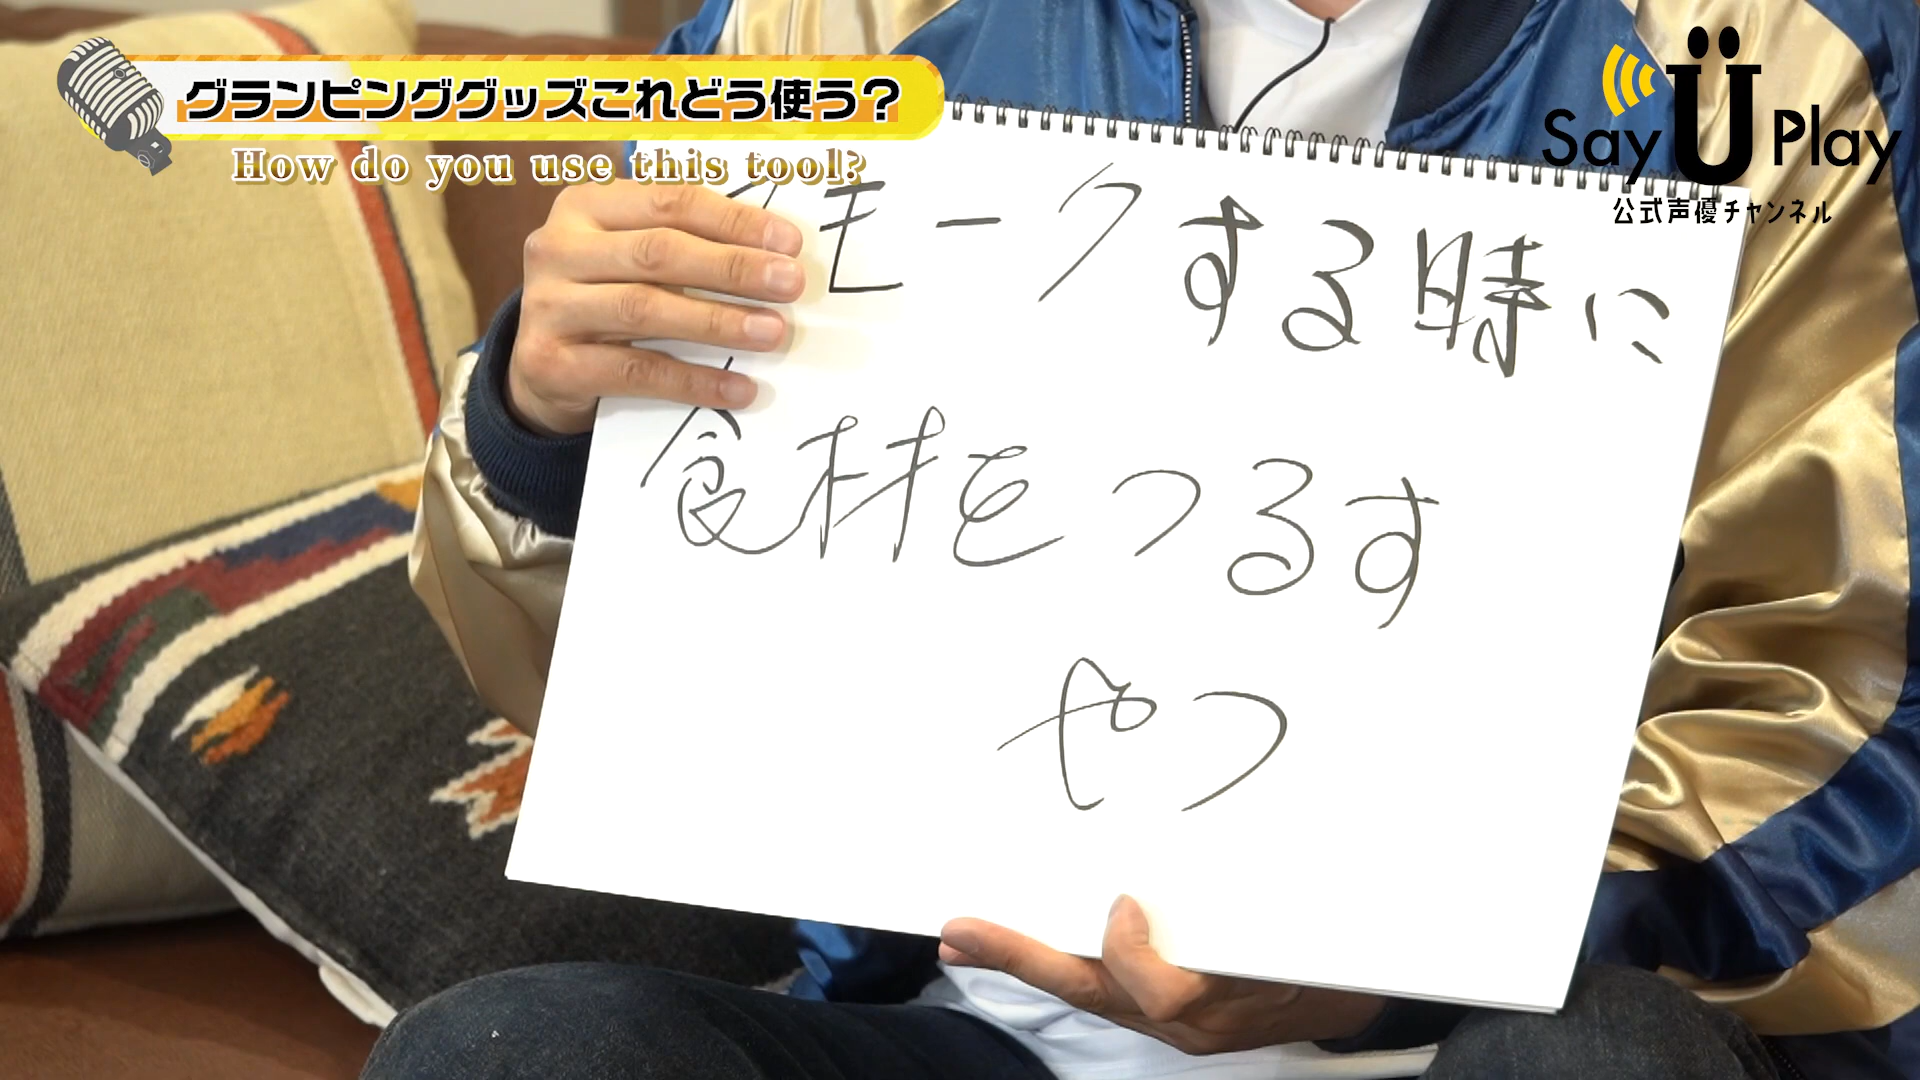 グランピンググッズこれどう使う？
How do you use this tool?
Say Ü Play
公式声優チャンネル
スモークする時に
食材をつるす
やつ